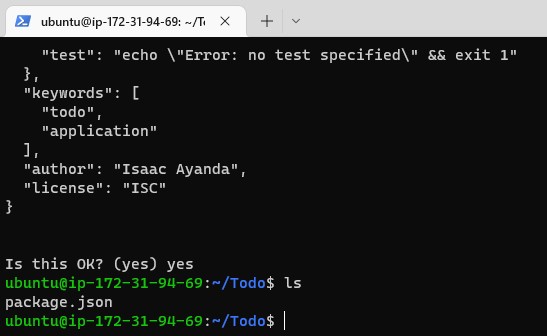 ubuntu@ip-172-31-94-69: ~/To
"test": "echo \"Error: no test specified\" && exit 1"
},
"keywords": [
"todo",
"application"
],
"author": "Isaac Ayanda",
"license": "ISC"
}
Is this OK? (yes) yes
ubuntu@ip-172-31-94-69:~/Todo$ ls
package.json
ubuntu@ip-172-31-94-69:~/Todo$